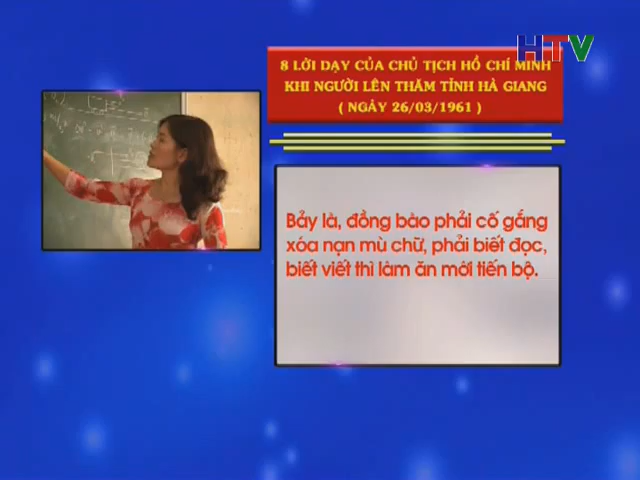 HTV
8 LỜI DẠY CỦA CHỦ TỊCH HỒ CHÍ MINH
KHI NGƯỜI LÊN THĂM TỈNH HÀ GIANG
( NGÀY 26/03/1961 )
Bảy là, đồng bào phải cố gắng
xóa nạn mù chữ, phải biết đọc,
biết viết thì làm ăn mới tiến bộ.